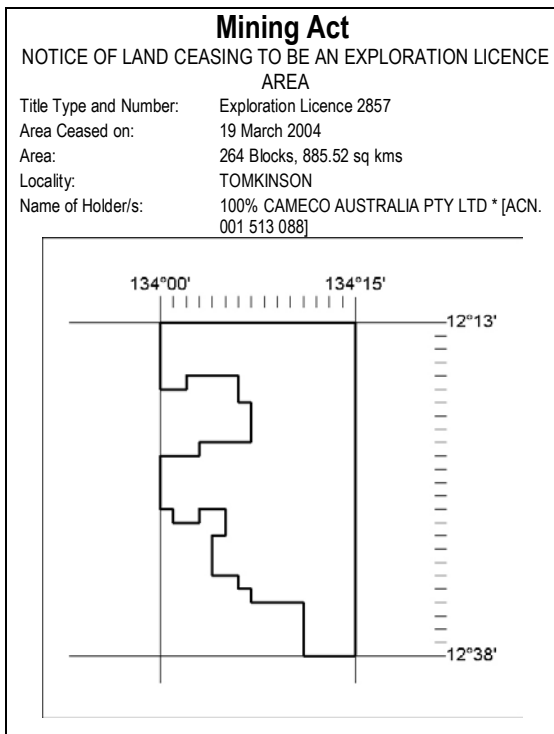 Mining Act
NOTICE OF LAND CEASING TO BE AN EXPLORATION LICENCE
AREA
Title Type and Number: Exploration Licence 2857
Area Ceased on: 19 March 2004
Area: 264 Blocks, 885.52 sq kms
Locality: TOMKINSON
Name of Holder/s: 100% CAMECO AUSTRALIA PTY LTD * [ACN.
001 513 088]
134°00' 134°15'
12°13'
12°38'